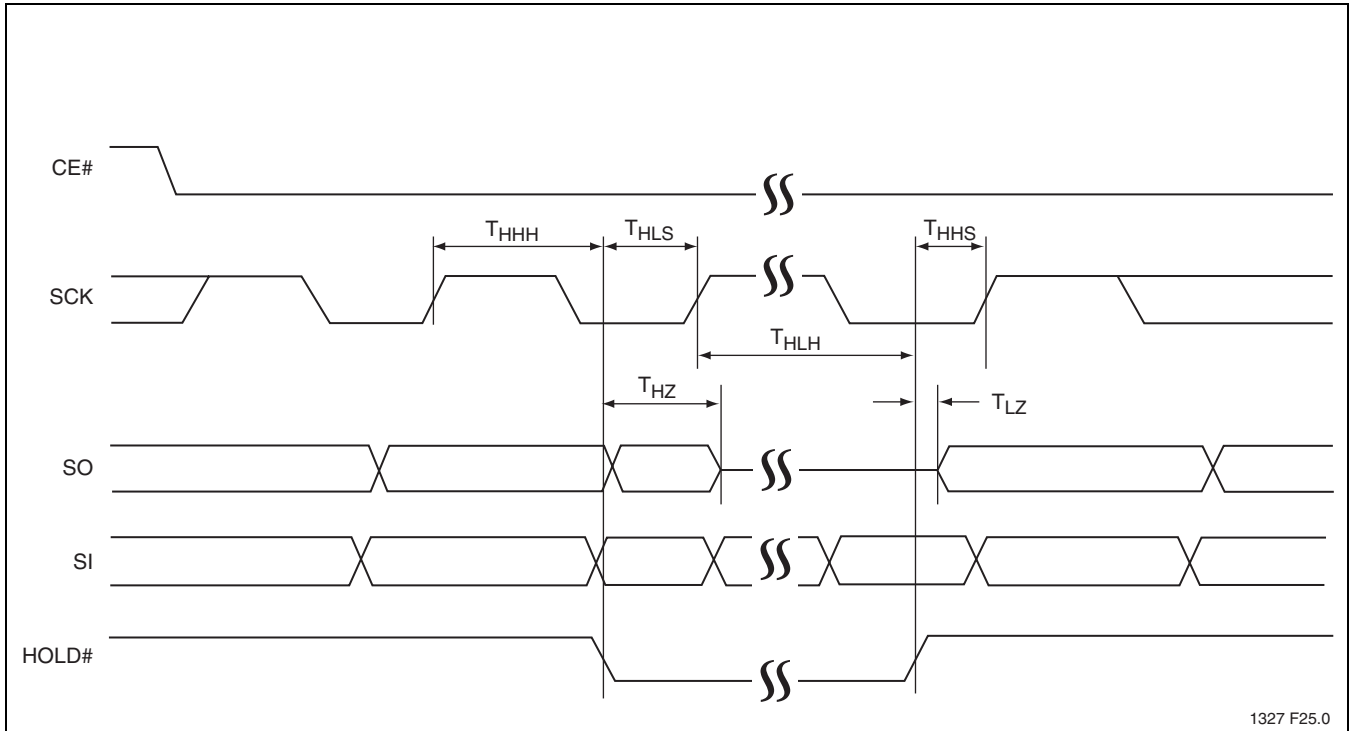 CE#
THHH
THLS
THHS
SCK
THLH
THZ
TLZ
SO
SI
HOLD#
1327 F25.0